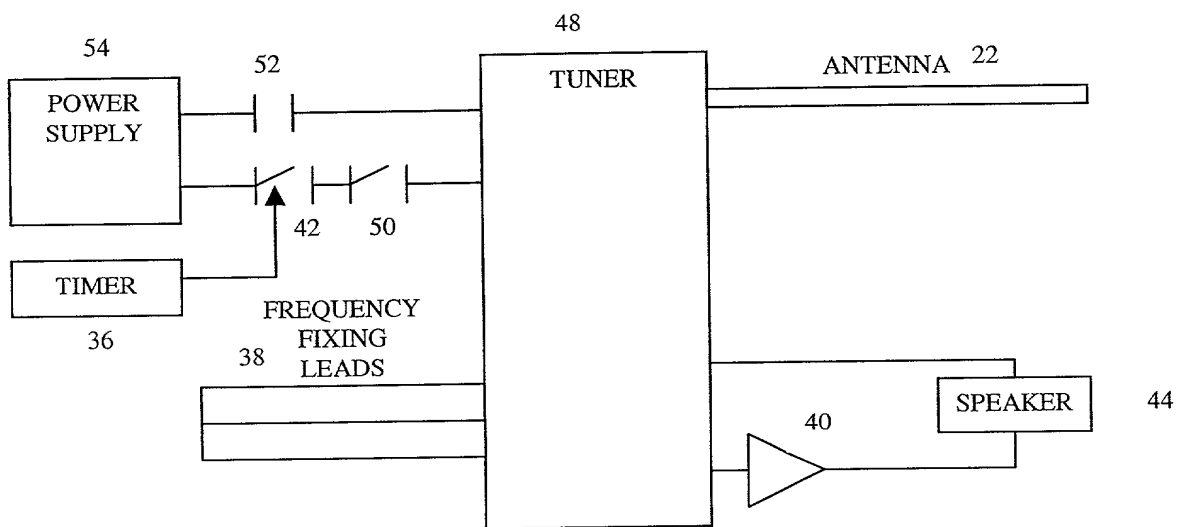 48
54
52
ANTENNA 22
POWER
SUPPLY
TUNER
42
50
TIMER
36
FREQUENCY
FIXING
LEADS
38
SPEAKER
44
40